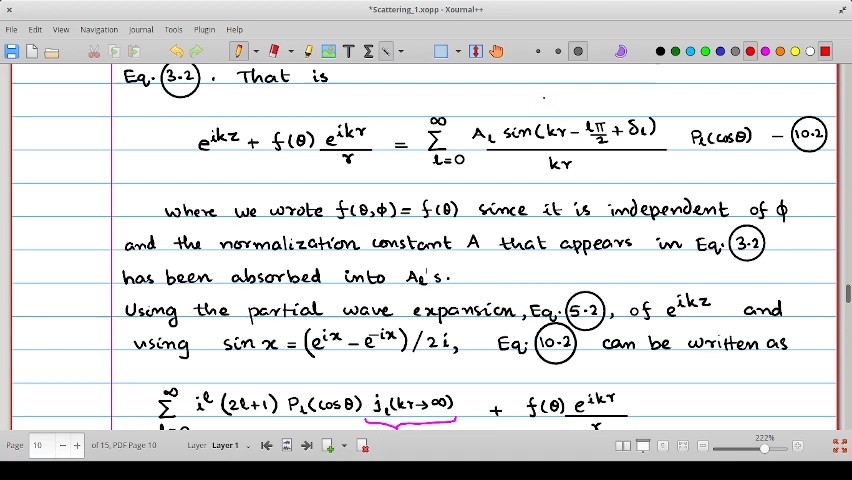 *Scattering_1.xopp - Xournal++
File Edit View Navigation Journal Tools Plugin Help
Eq. (3.2). That is
e^{ikz} + f(θ) e^{ikr}/r = Σ_{l=0}^{∞} A_l sin(kr - lπ/2 + δ_l)/kr P_l(cosθ) - (10.2)
where we wrote f(θ,ϕ) = f(θ) since it is independent of ϕ
and the normalization constant A that appears in Eq. (3.2)
has been absorbed into A_l's.
Using the partial wave expansion, Eq. (5.2), of e^{ikz} and
using sin x = (e^{ix} - e^{-ix})/2i, Eq. (10.2) can be written as
Σ_{l=0}^{∞} i^l (2l+1) P_l(cosθ) j_l(kr→∞) + f(θ) e^{ikr}/r
Page 10 of 15, PDF Page 10 Layer Layer 1 222%